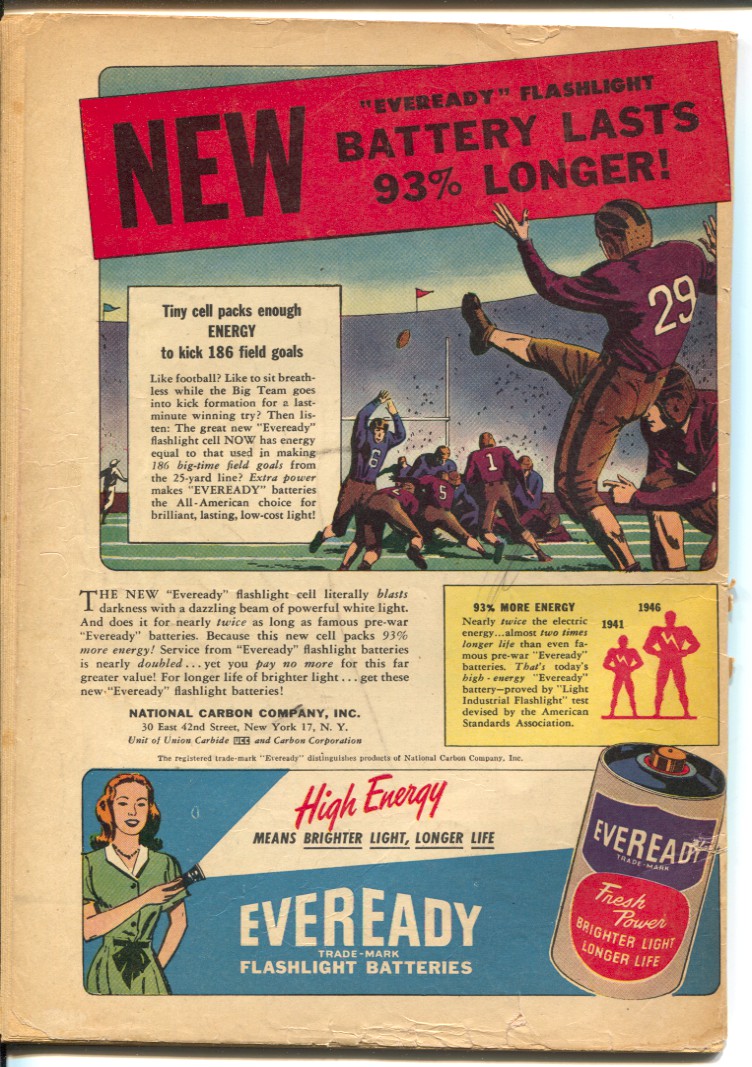 "EVEREADY" FLASHLIGHT
NEW BATTERY LASTS
93% LONGER!
Tiny cell packs enough
ENERGY
to kick 186 field goals
Like football? Like to sit breath-
less while the Big Team goes
into kick formation for a last-
minute winning try? Then lis-
ten: The great new "Eveready"
flashlight cell NOW has energy
equal to that used in making
186 big-time field goals from
the 25-yard line! Extra power
makes "EVEREADY" batteries
the All-American choice for
brilliant, lasting, low-cost light!
29
6
5
1
THE NEW "Eveready" flashlight cell literally blasts
darkness with a dazzling beam of powerful white light.
And does it for nearly twice as long as famous pre-war
"Eveready" batteries. Because this new cell packs 93%
more energy! Service from "Eveready" flashlight batteries
is nearly doubled...yet you pay no more for this far
greater value! For longer life of brighter light...get these
new "Eveready" flashlight batteries!
NATIONAL CARBON COMPANY, INC.
30 East 42nd Street, New York 17, N. Y.
Unit of Union Carbide UCC and Carbon Corporation
93% MORE ENERGY
Nearly twice the electric
energy...almost two times
longer life than even fa-
mous pre-war "Eveready"
batteries. That's today's
high-energy "Eveready"
battery—proved by "Light
Industrial Flashlight" test
devised by the American
Standards Association.
1941
1946
The registered trade-mark "Eveready" distinguishes products of National Carbon Company, Inc.
High Energy
MEANS BRIGHTER LIGHT, LONGER LIFE
EVEREADY
TRADE-MARK
FLASHLIGHT BATTERIES
EVEREADY
TRADE-MARK
Fresh
Power
BRIGHTER LIGHT
LONGER LIFE